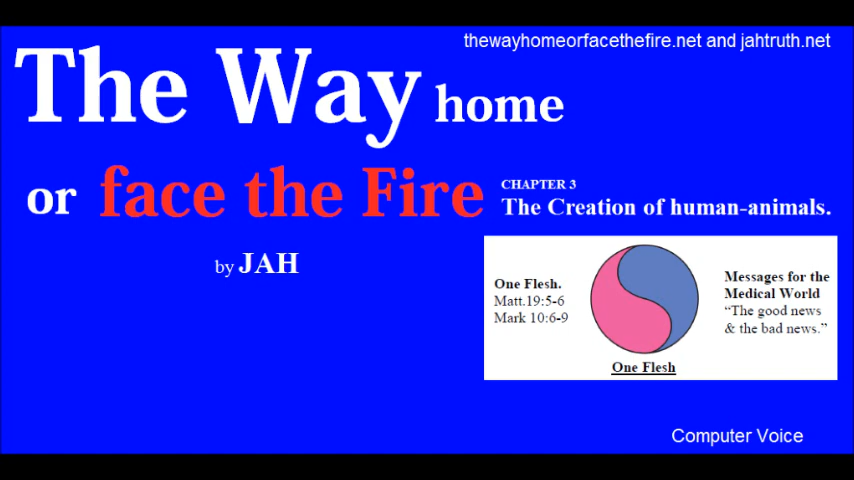 thewayhomeorfacethefire.net and jahtruth.net
The Way home
or face the Fire
by JAH
CHAPTER 3
The Creation of human-animals.
One Flesh.
Matt.19:5-6
Mark 10:6-9
One Flesh
Messages for the
Medical World
“The good news
& the bad news.”
Computer Voice